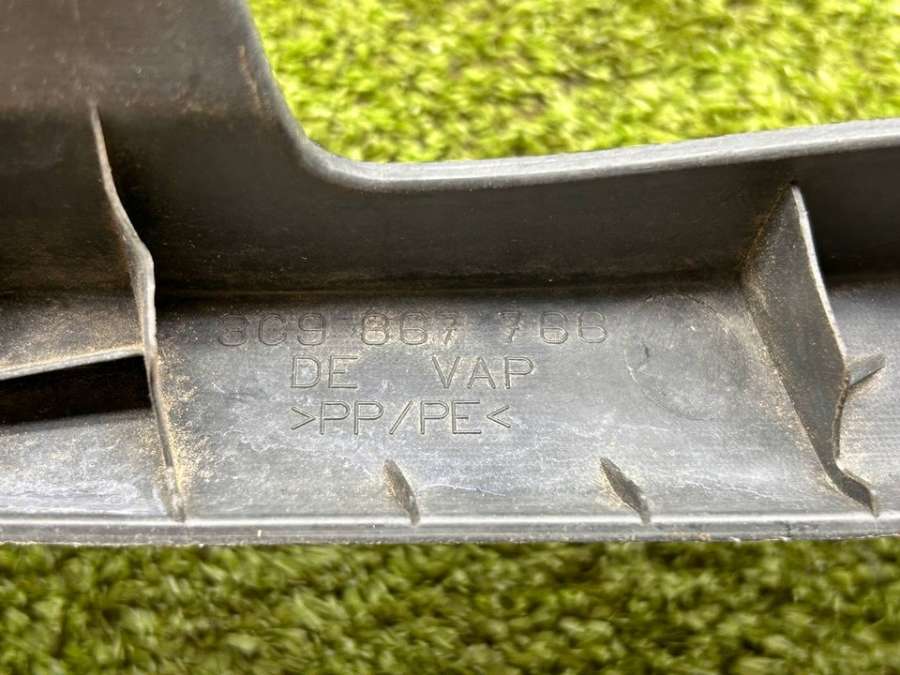 3C9 867 766
DE VAP
>PP/PE<